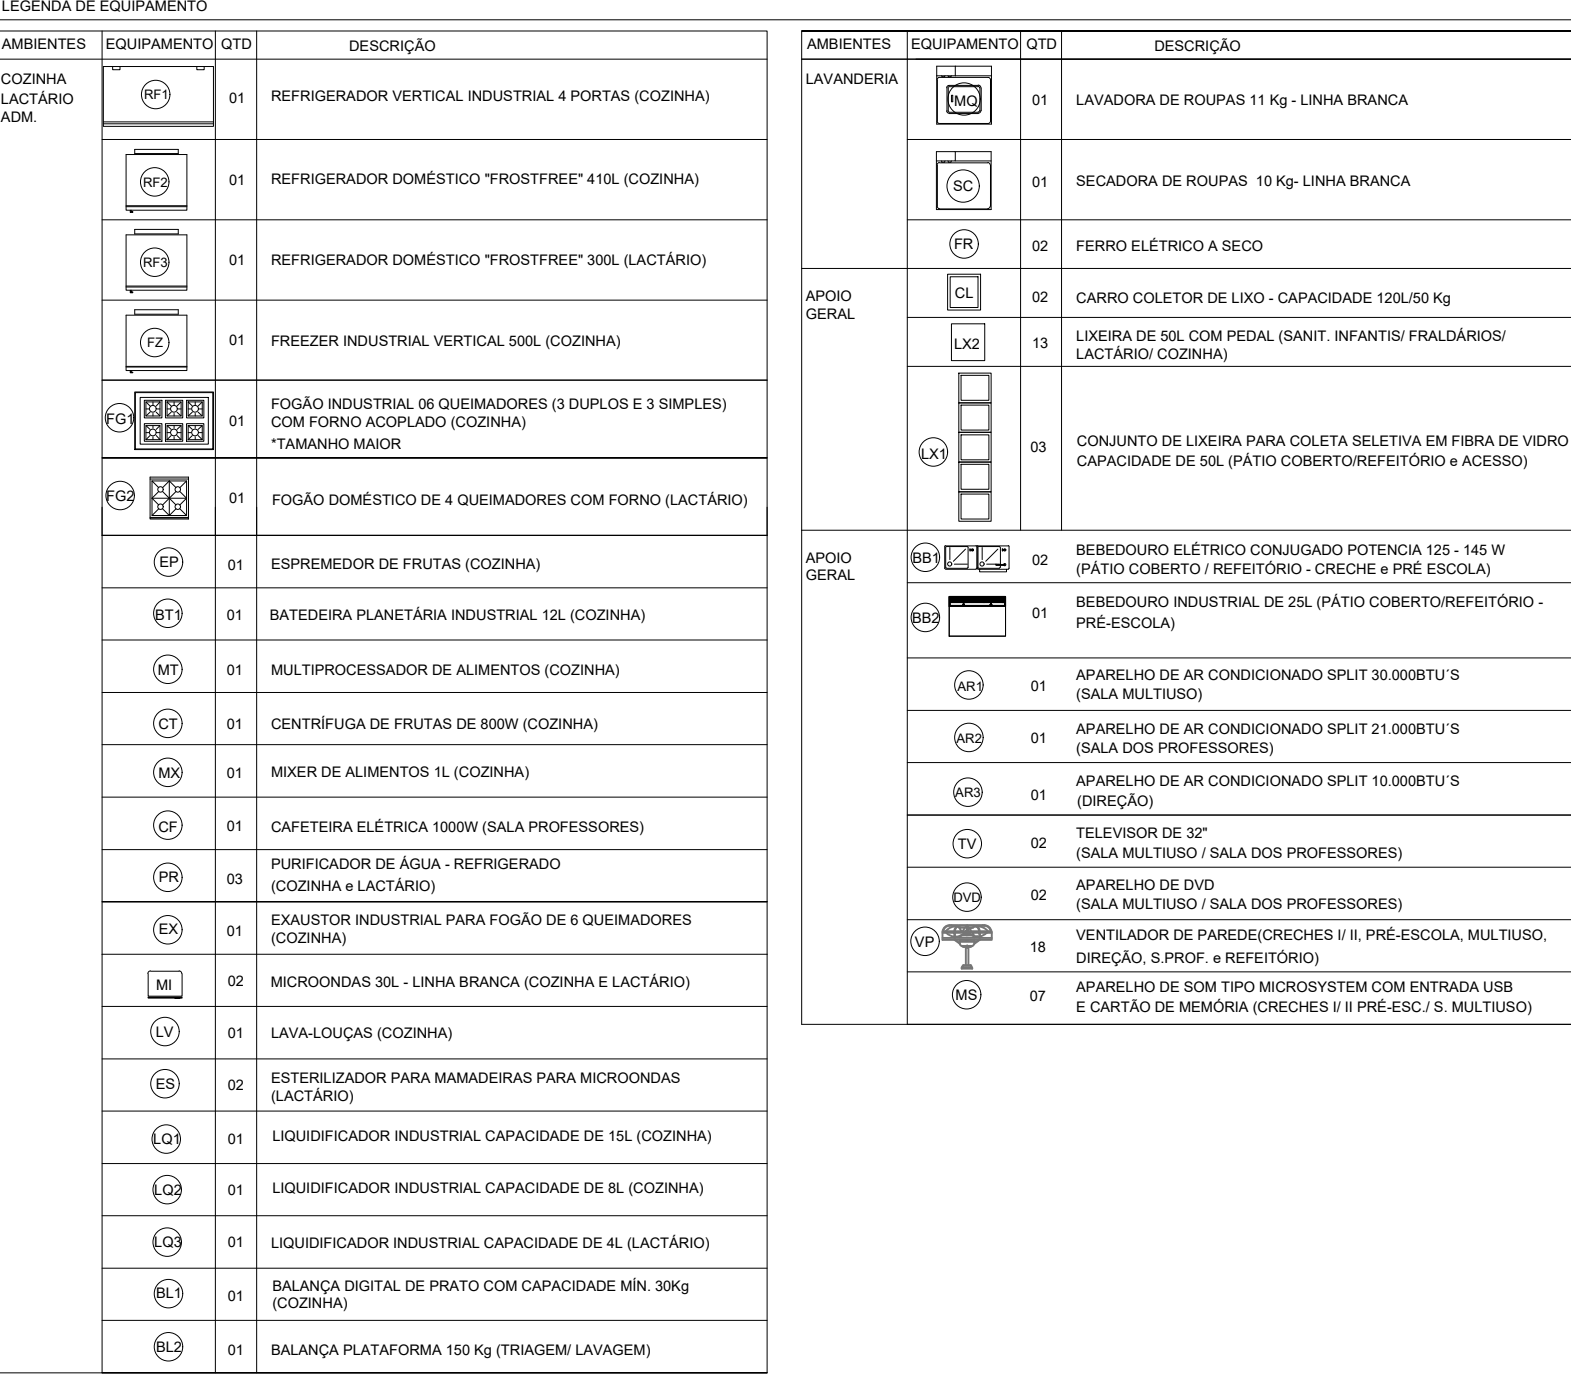 LEGENDA DE EQUIPAMENTO
AMBIENTES EQUIPAMENTO QTD DESCRIÇÃO
COZINHA
LACTÁRIO
ADM.
RF1 01 REFRIGERADOR VERTICAL INDUSTRIAL 4 PORTAS (COZINHA)
RF2 01 REFRIGERADOR DOMÉSTICO "FROSTFREE" 410L (COZINHA)
RF3 01 REFRIGERADOR DOMÉSTICO "FROSTFREE" 300L (LACTÁRIO)
FZ 01 FREEZER INDUSTRIAL VERTICAL 500L (COZINHA)
FG1 01 FOGÃO INDUSTRIAL 06 QUEIMADORES (3 DUPLOS E 3 SIMPLES)
COM FORNO ACOPLADO (COZINHA)
*TAMANHO MAIOR
FG2 01 FOGÃO DOMÉSTICO DE 4 QUEIMADORES COM FORNO (LACTÁRIO)
EP 01 ESPREMEDOR DE FRUTAS (COZINHA)
BT1 01 BATEDEIRA PLANETÁRIA INDUSTRIAL 12L (COZINHA)
MT 01 MULTIPROCESSADOR DE ALIMENTOS (COZINHA)
CT 01 CENTRÍFUGA DE FRUTAS DE 800W (COZINHA)
MX 01 MIXER DE ALIMENTOS 1L (COZINHA)
CF 01 CAFETEIRA ELÉTRICA 1000W (SALA PROFESSORES)
PR 03 PURIFICADOR DE ÁGUA - REFRIGERADO
(COZINHA e LACTÁRIO)
EX 01 EXAUSTOR INDUSTRIAL PARA FOGÃO DE 6 QUEIMADORES
(COZINHA)
MI 02 MICROONDAS 30L - LINHA BRANCA (COZINHA E LACTÁRIO)
LV 01 LAVA-LOUÇAS (COZINHA)
ES 02 ESTERILIZADOR PARA MAMADEIRAS PARA MICROONDAS
(LACTÁRIO)
LQ1 01 LIQUIDIFICADOR INDUSTRIAL CAPACIDADE DE 15L (COZINHA)
LQ2 01 LIQUIDIFICADOR INDUSTRIAL CAPACIDADE DE 8L (COZINHA)
LQ3 01 LIQUIDIFICADOR INDUSTRIAL CAPACIDADE DE 4L (LACTÁRIO)
BL1 01 BALANÇA DIGITAL DE PRATO COM CAPACIDADE MÍN. 30Kg
(COZINHA)
BL2 01 BALANÇA PLATAFORMA 150 Kg (TRIAGEM/ LAVAGEM)
AMBIENTES EQUIPAMENTO QTD DESCRIÇÃO
LAVANDERIA
MQ 01 LAVADORA DE ROUPAS 11 Kg - LINHA BRANCA
SC 01 SECADORA DE ROUPAS 10 Kg- LINHA BRANCA
FR 02 FERRO ELÉTRICO A SECO
APOIO
GERAL
CL 02 CARRO COLETOR DE LIXO - CAPACIDADE 120L/50 Kg
LX2 13 LIXEIRA DE 50L COM PEDAL (SANIT. INFANTIS/ FRALDÁRIOS/
LACTÁRIO/ COZINHA)
LX1 03 CONJUNTO DE LIXEIRA PARA COLETA SELETIVA EM FIBRA DE VIDRO
CAPACIDADE DE 50L (PÁTIO COBERTO/REFEITÓRIO e ACESSO)
APOIO
GERAL
BB1 02 BEBEDOURO ELÉTRICO CONJUGADO POTENCIA 125 - 145 W
(PÁTIO COBERTO / REFEITÓRIO - CRECHE e PRÉ ESCOLA)
BB2 01 BEBEDOURO INDUSTRIAL DE 25L (PÁTIO COBERTO/REFEITÓRIO -
PRÉ-ESCOLA)
AR1 01 APARELHO DE AR CONDICIONADO SPLIT 30.000BTU´S
(SALA MULTIUSO)
AR2 01 APARELHO DE AR CONDICIONADO SPLIT 21.000BTU´S
(SALA DOS PROFESSORES)
AR3 01 APARELHO DE AR CONDICIONADO SPLIT 10.000BTU´S
(DIREÇÃO)
TV 02 TELEVISOR DE 32"
(SALA MULTIUSO / SALA DOS PROFESSORES)
DVD 02 APARELHO DE DVD
(SALA MULTIUSO / SALA DOS PROFESSORES)
VP 18 VENTILADOR DE PAREDE(CRECHES I/ II, PRÉ-ESCOLA, MULTIUSO,
DIREÇÃO, S.PROF. e REFEITÓRIO)
MS 07 APARELHO DE SOM TIPO MICROSYSTEM COM ENTRADA USB
E CARTÃO DE MEMÓRIA (CRECHES I/ II PRÉ-ESC./ S. MULTIUSO)